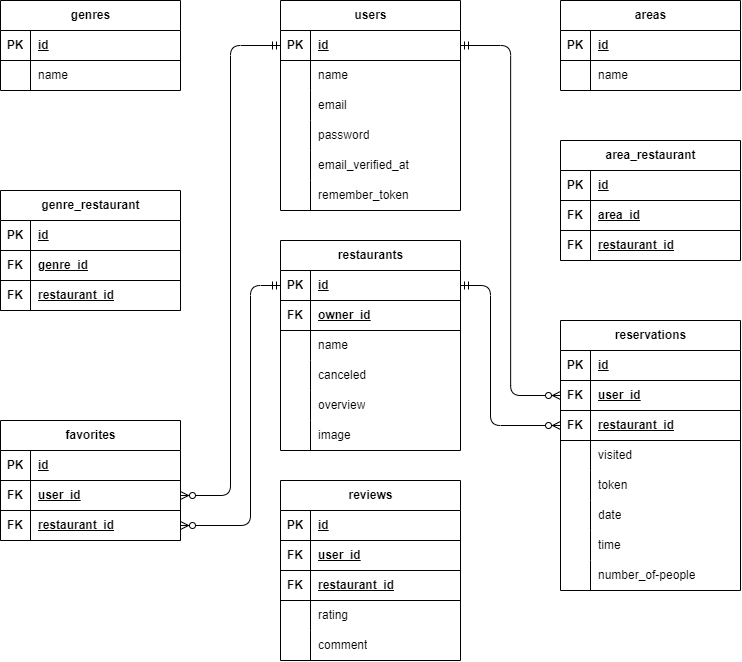 genres
PK id
name
users
PK id
name
email
password
email_verified_at
remember_token
areas
PK id
name
area_restaurant
PK id
FK area_id
FK restaurant_id
genre_restaurant
PK id
FK genre_id
FK restaurant_id
restaurants
PK id
FK owner_id
name
canceled
overview
image
reservations
PK id
FK user_id
FK restaurant_id
visited
token
date
time
number_of-people
favorites
PK id
FK user_id
FK restaurant_id
reviews
PK id
FK user_id
FK restaurant_id
rating
comment